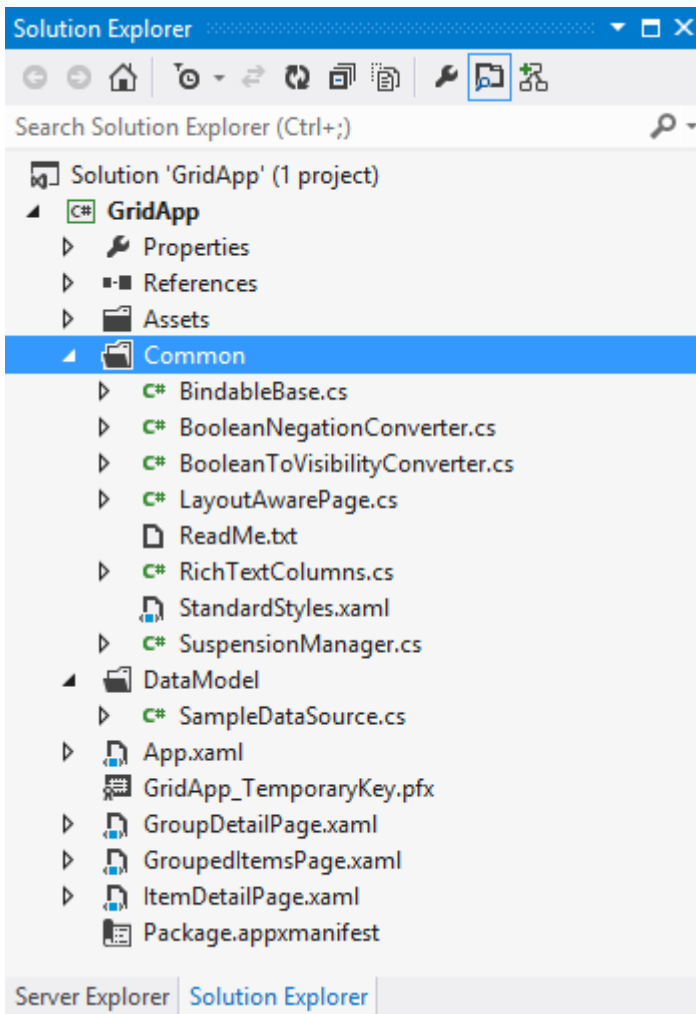 Solution Explorer
Search Solution Explorer (Ctrl+;)
Solution 'GridApp' (1 project)
C# GridApp
Properties
References
Assets
Common
C# BindableBase.cs
C# BooleanNegationConverter.cs
C# BooleanToVisibilityConverter.cs
C# LayoutAwarePage.cs
ReadMe.txt
C# RichTextColumns.cs
StandardStyles.xaml
C# SuspensionManager.cs
DataModel
C# SampleDataSource.cs
App.xaml
GridApp_TemporaryKey.pfx
GroupDetailPage.xaml
GroupedItemsPage.xaml
ItemDetailPage.xaml
Package.appxmanifest
Server Explorer Solution Explorer